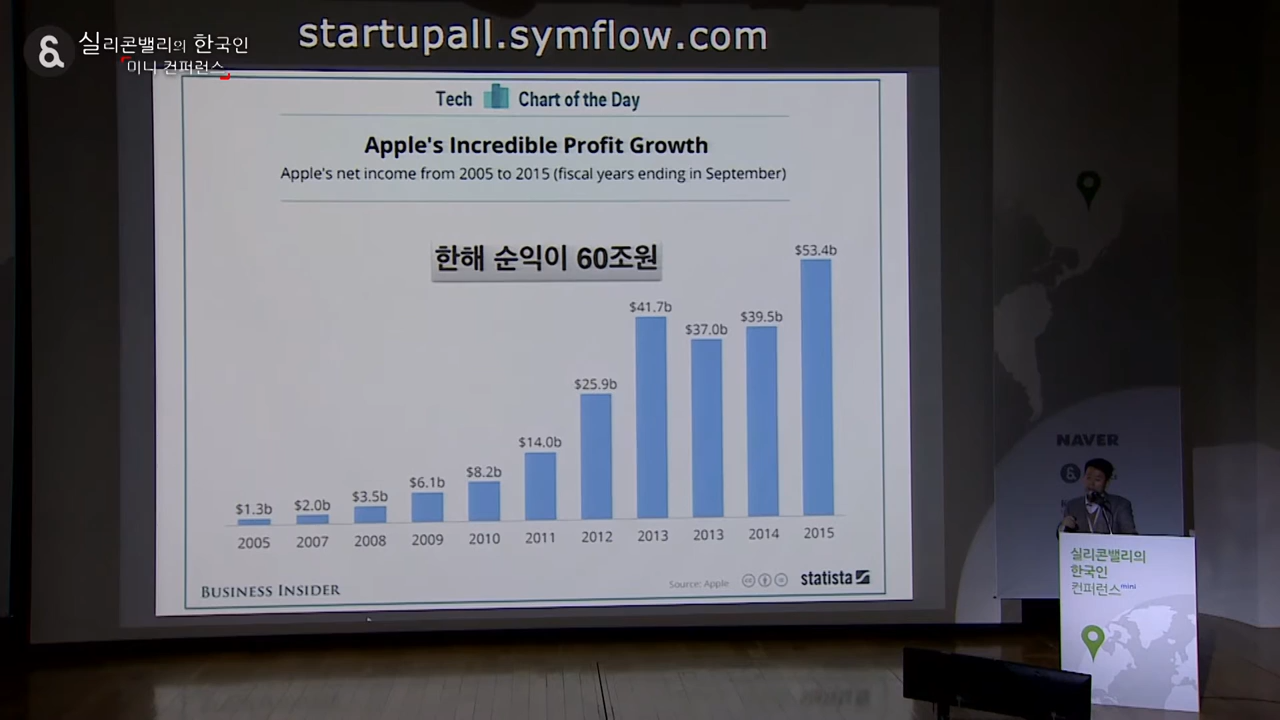 startupall.symflow.com
실리콘밸리의 한국인
미니 컨퍼런스
Tech Chart of the Day
Apple's Incredible Profit Growth
Apple's net income from 2005 to 2015 (fiscal years ending in September)
한해 순익이 60조원
$1.3b $2.0b $3.5b $6.1b $8.2b $14.0b $25.9b $41.7b $37.0b $39.5b $53.4b
2005 2007 2008 2009 2010 2011 2012 2013 2013 2014 2015
BUSINESS INSIDER
Source: Apple
statista
NAVER
실리콘밸리의
한국인
컨퍼런스mini